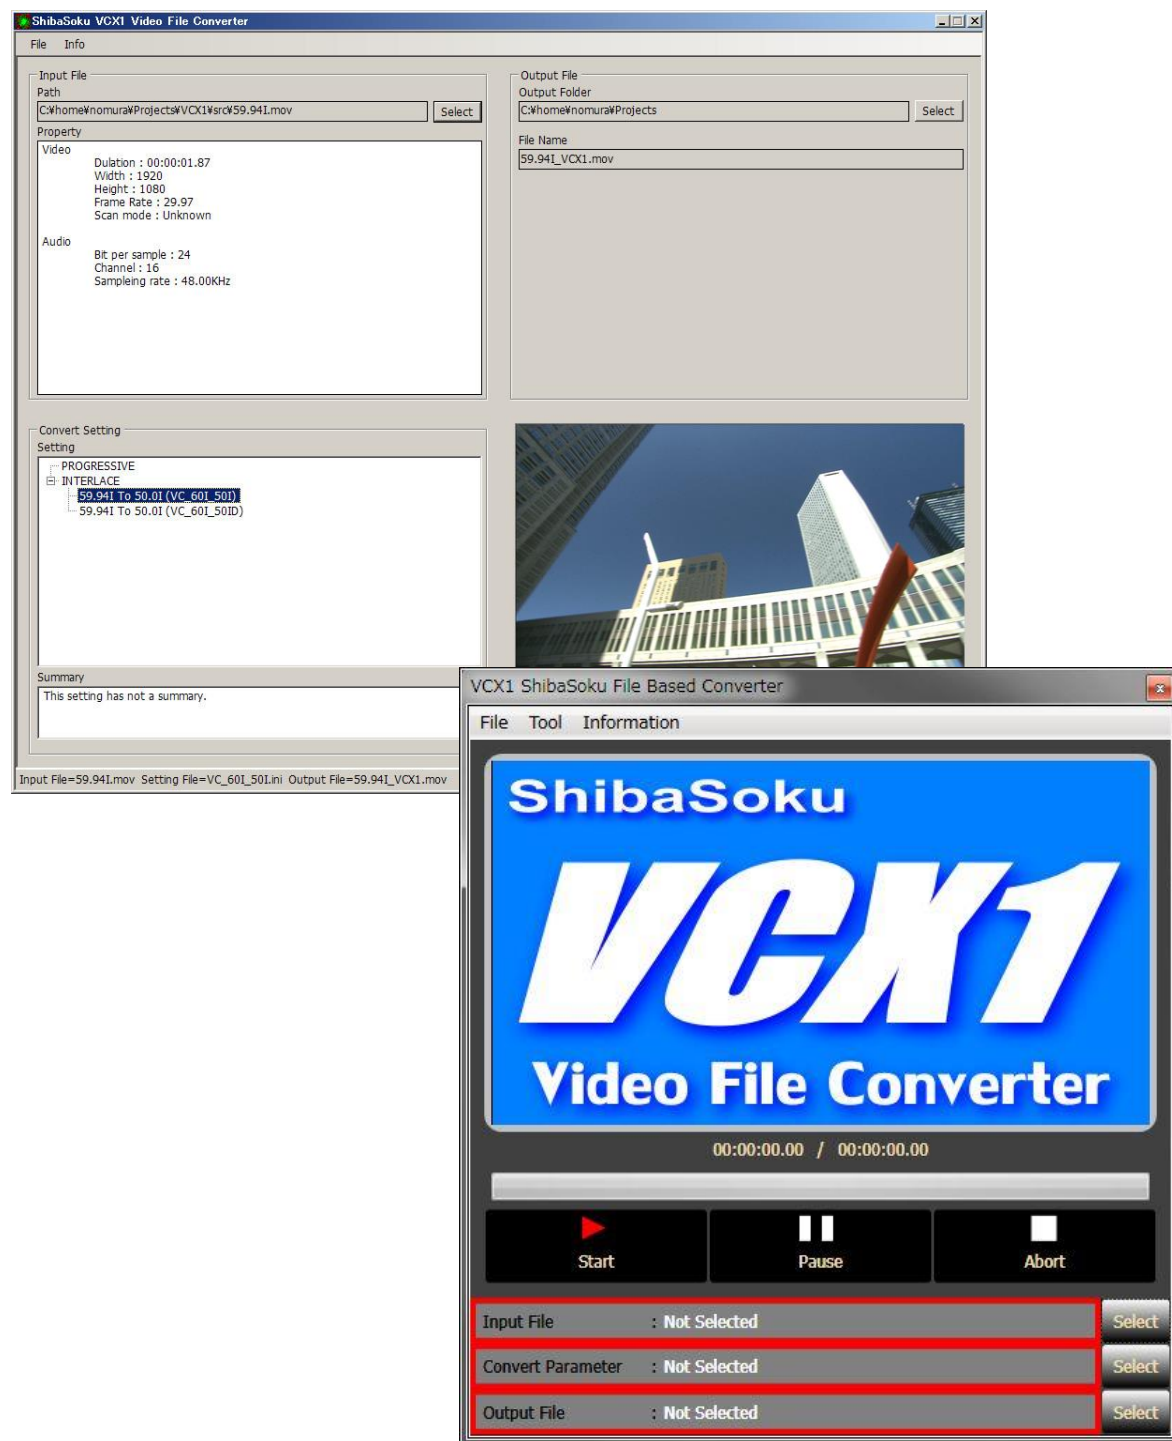 ShibaSoku VCX1 Video File Converter
File Info
Input File
Path
C:¥home¥nomura¥Projects¥VCX1¥src¥59.94I.mov Select
Property
Video
Dulation : 00:00:01.87
Width : 1920
Height : 1080
Frame Rate : 29.97
Scan mode : Unknown
Audio
Bit per sample : 24
Channel : 16
Sampleing rate : 48.00KHz
Output File
Output Folder
C:¥home¥nomura¥Projects Select
File Name
59.94I_VCX1.mov
Convert Setting
Setting
PROGRESSIVE
INTERLACE
59.94I To 50.0I (VC_60I_50I)
59.94I To 50.0I (VC_60I_50ID)
Summary
This setting has not a summary.
Input File=59.94I.mov Setting File=VC_60I_50I.ini Output File=59.94I_VCX1.mov
VCX1 ShibaSoku File Based Converter
File Tool Information
ShibaSoku
VCX1
Video File Converter
00:00:00.00 / 00:00:00.00
Start Pause Abort
Input File : Not Selected Select
Convert Parameter : Not Selected Select
Output File : Not Selected Select